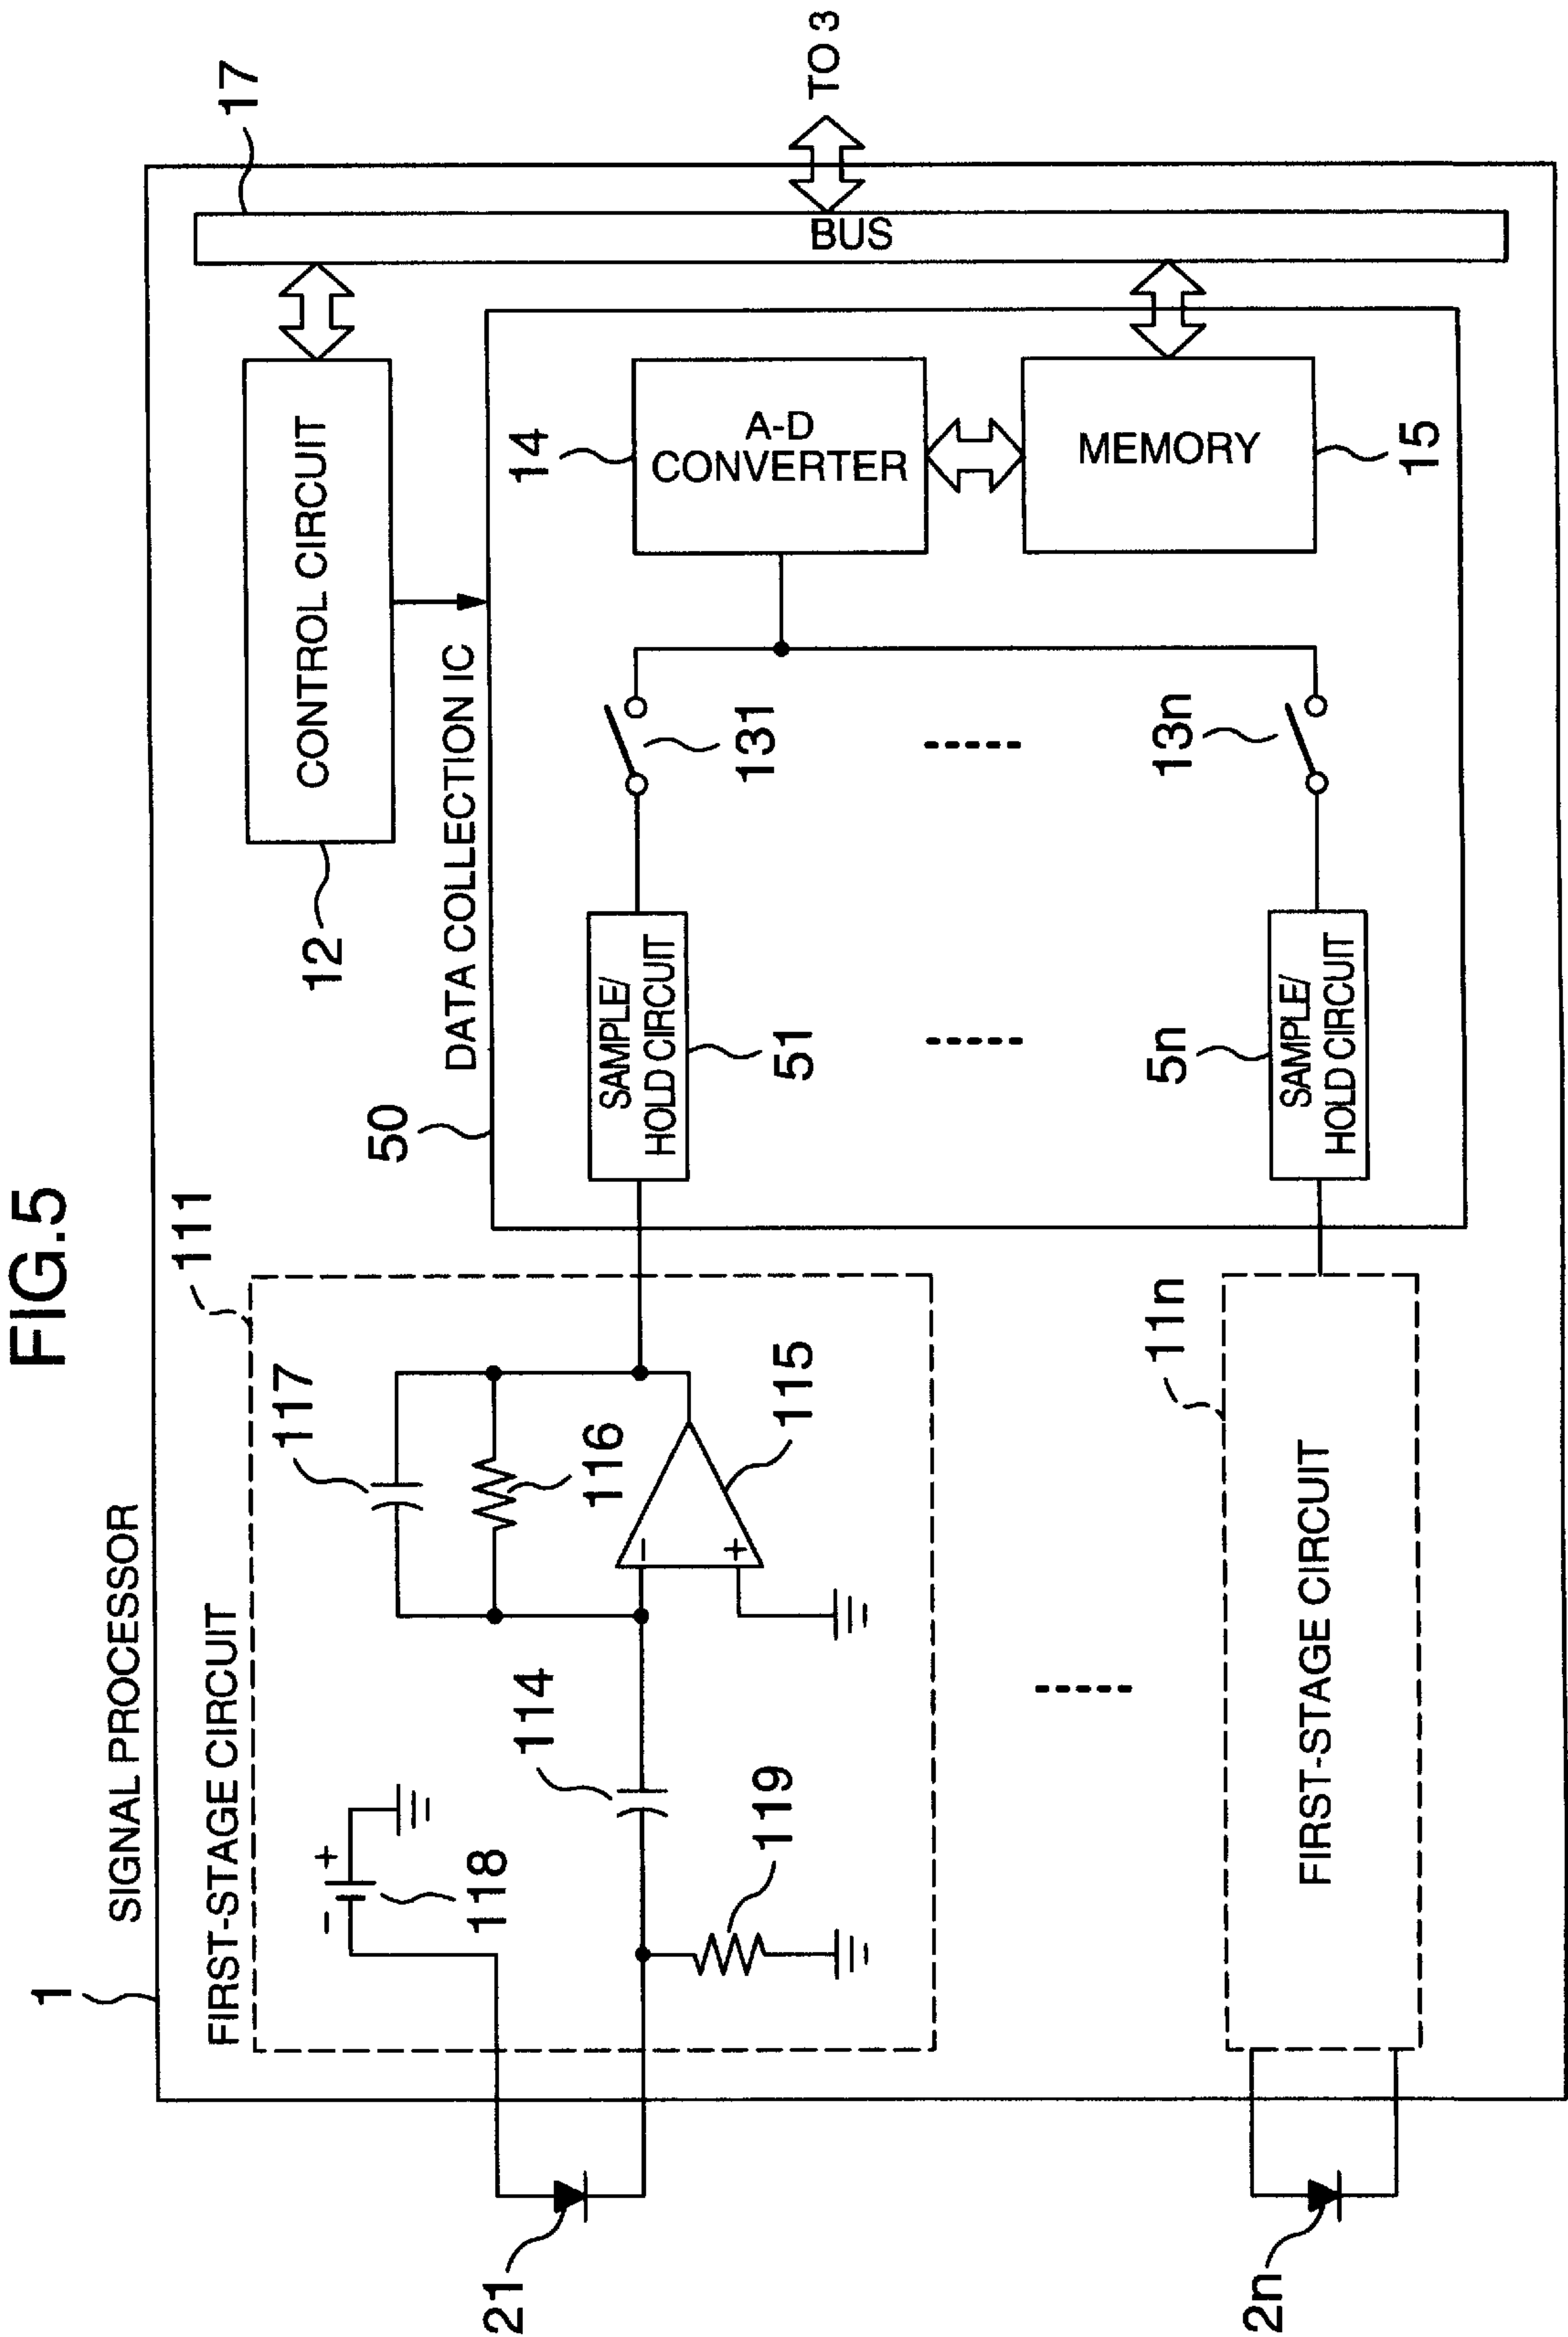 FIG.5
1
SIGNAL PROCESSOR
FIRST-STAGE CIRCUIT
111
21
118
− +
114
119
117
116
115
− +
50
DATA COLLECTION IC
12
CONTROL CIRCUIT
17
BUS
TO 3
SAMPLE/
HOLD CIRCUIT
51
131
14
A-D
CONVERTER
MEMORY
15
2n
11n
FIRST-STAGE CIRCUIT
5n
SAMPLE/
HOLD CIRCUIT
13n